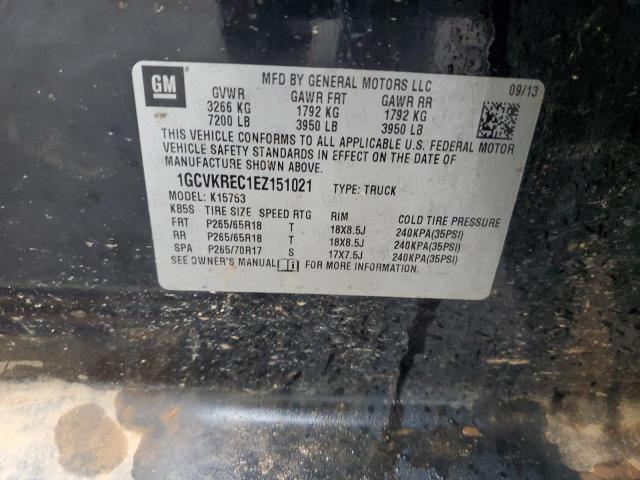 GM
MFD BY GENERAL MOTORS LLC
09/13
GVWR GAWR FRT GAWR RR
3266 KG 1792 KG 1792 KG
7200 LB 3950 LB 3950 LB
THIS VEHICLE CONFORMS TO ALL APPLICABLE U.S. FEDERAL MOTOR
VEHICLE SAFETY STANDARDS IN EFFECT ON THE DATE OF
MANUFACTURE SHOWN ABOVE.
1GCVKREC1EZ151021 TYPE: TRUCK
MODEL: K15753
KB5S TIRE SIZE SPEED RTG RIM COLD TIRE PRESSURE
FRT P265/65R18 T 18X8.5J 240KPA(35PSI)
RR P265/65R18 T 18X8.5J 240KPA(35PSI)
SPA P265/70R17 S 17X7.5J 240KPA(35PSI)
SEE OWNER'S MANUAL FOR MORE INFORMATION.